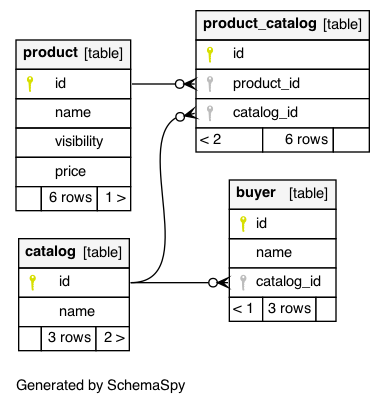 product [table]
id
name
visibility
price
6 rows 1 >
product_catalog [table]
id
product_id
catalog_id
< 2 6 rows
buyer [table]
id
name
catalog_id
< 1 3 rows
catalog [table]
id
name
3 rows 2 >
Generated by SchemaSpy